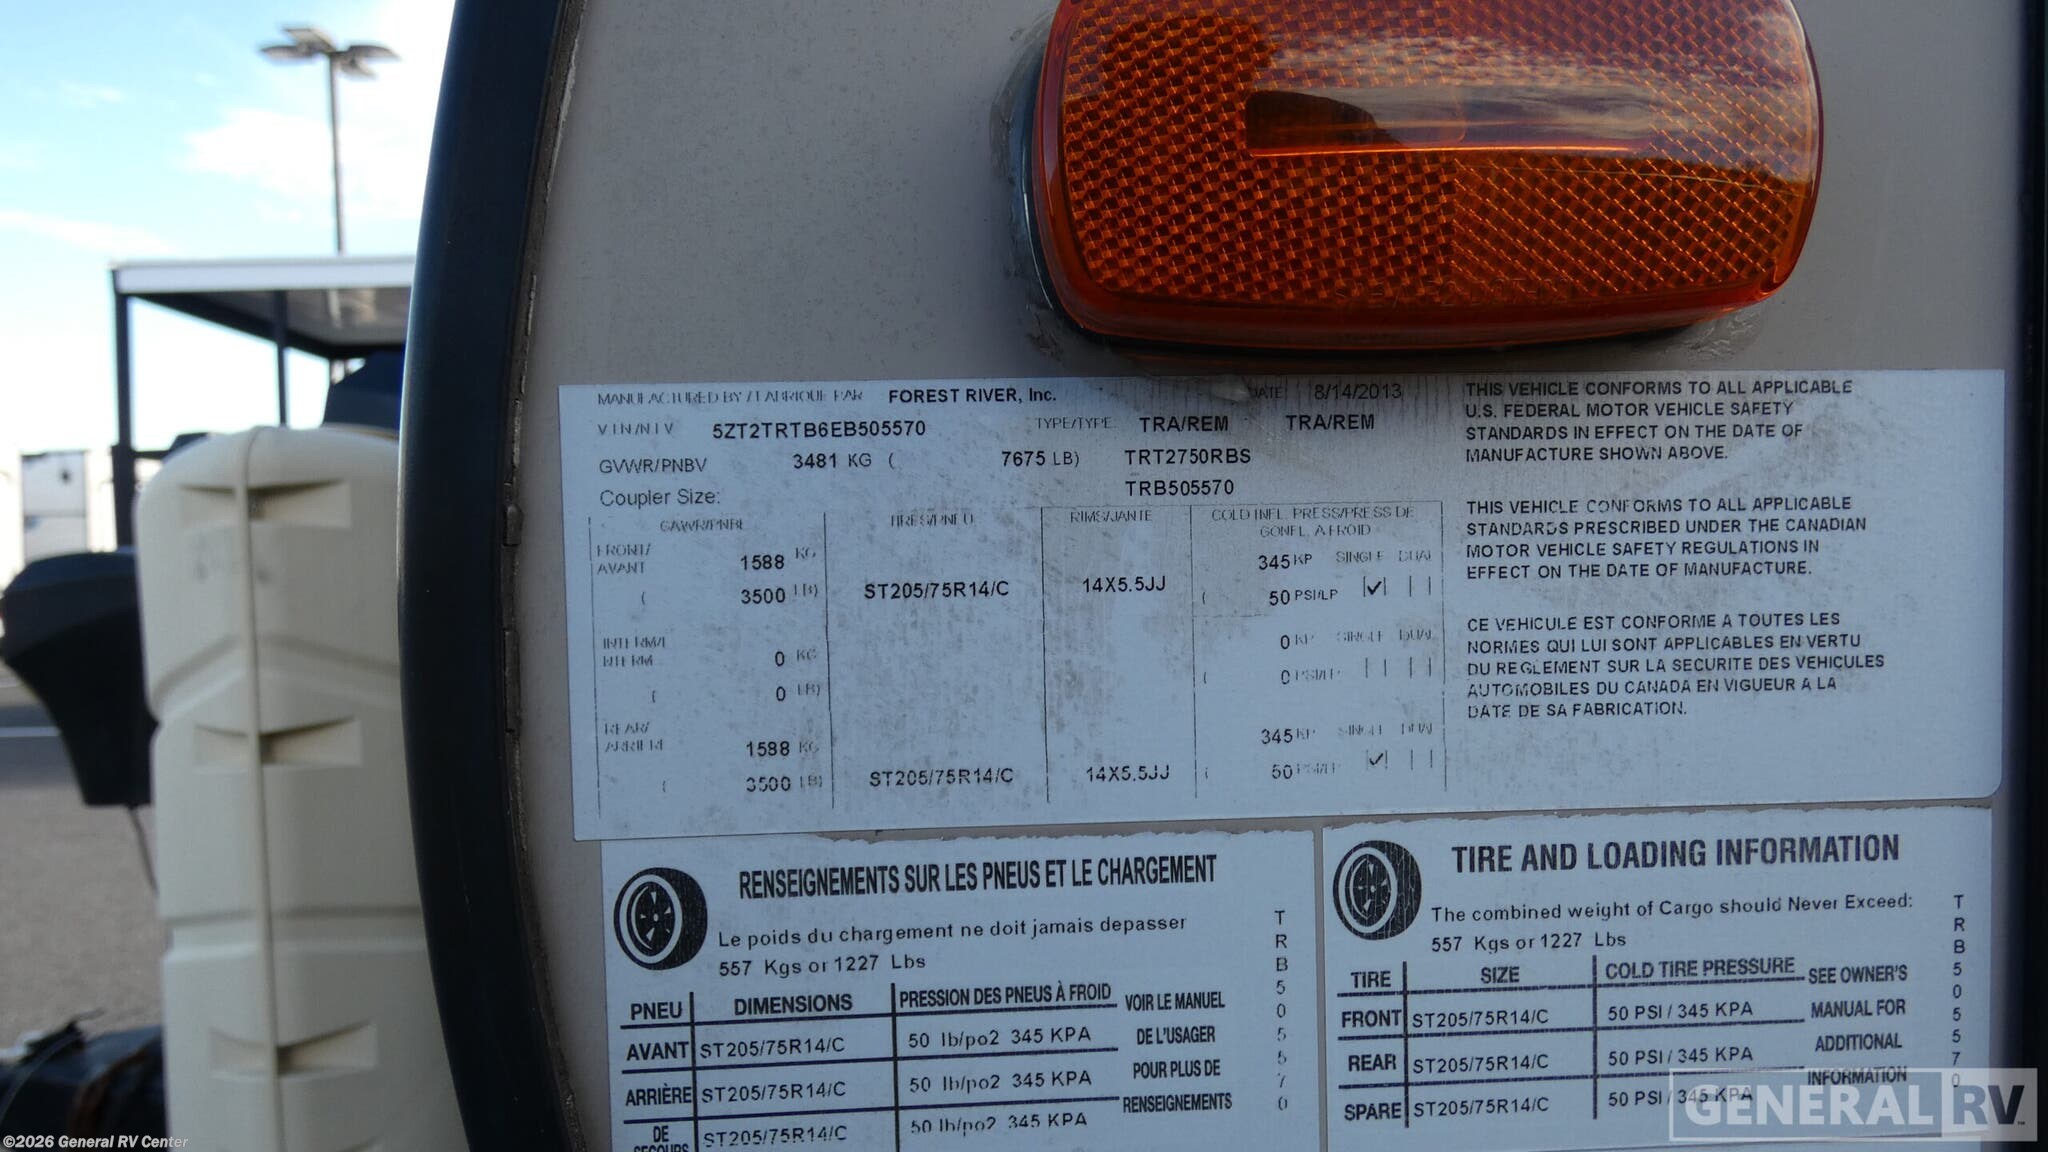 MANUFACTURED BY / FABRIQUE PAR FOREST RIVER, Inc. DATE 8/14/2013
V I N / N I V 5ZT2TRTB6EB505570 TYPE/TYPE: TRA/REM TRA/REM
GVWR/PNBV 3481 KG ( 7675 LB) TRT2750RBS
Coupler Size: TRB505570
GAWR/PNBE TIRES/PNEU RIMS/JANTE COLD INFL. PRESS/PRESS DE
GONFL. A FROID
FRONT/ 1588 KG 345 KP SINGLE DUAL
AVANT
( 3500 LB) ST205/75R14/C 14X5.5JJ ( 50 PSI/LP
INTERM/
INTERM. 0 KG 0 KP SINGLE DUAL
( 0 LB) ( 0 PSI/LP
REAR/
ARRIERE 1588 KG 345 KP SINGLE DUAL
( 3500 LB) ST205/75R14/C 14X5.5JJ ( 50 PSI/LP
THIS VEHICLE CONFORMS TO ALL APPLICABLE
U.S. FEDERAL MOTOR VEHICLE SAFETY
STANDARDS IN EFFECT ON THE DATE OF
MANUFACTURE SHOWN ABOVE.
THIS VEHICLE CONFORMS TO ALL APPLICABLE
STANDARDS PRESCRIBED UNDER THE CANADIAN
MOTOR VEHICLE SAFETY REGULATIONS IN
EFFECT ON THE DATE OF MANUFACTURE.
CE VEHICULE EST CONFORME A TOUTES LES
NORMES QUI LUI SONT APPLICABLES EN VERTU
DU REGLEMENT SUR LA SECURITE DES VEHICULES
AUTOMOBILES DU CANADA EN VIGUEUR A LA
DATE DE SA FABRICATION.
RENSEIGNEMENTS SUR LES PNEUS ET LE CHARGEMENT
Le poids du chargement ne doit jamais depasser
557 Kgs or 1227 Lbs
PNEU DIMENSIONS PRESSION DES PNEUS À FROID
AVANT ST205/75R14/C 50 lb/po2 345 KPA
ARRIÈRE ST205/75R14/C 50 lb/po2 345 KPA
DE SECOURS ST205/75R14/C 50 lb/po2 345 KPA
VOIR LE MANUEL
DE L'USAGER
POUR PLUS DE
RENSEIGNEMENTS
TRB505570
TIRE AND LOADING INFORMATION
The combined weight of Cargo should Never Exceed:
557 Kgs or 1227 Lbs
TIRE SIZE COLD TIRE PRESSURE
FRONT ST205/75R14/C 50 PSI / 345 KPA
REAR ST205/75R14/C 50 PSI / 345 KPA
SPARE ST205/75R14/C 50 PSI / 345 KPA
SEE OWNER'S
MANUAL FOR
ADDITIONAL
INFORMATION
TRB505570
GENERAL RV
©2026 General RV Center